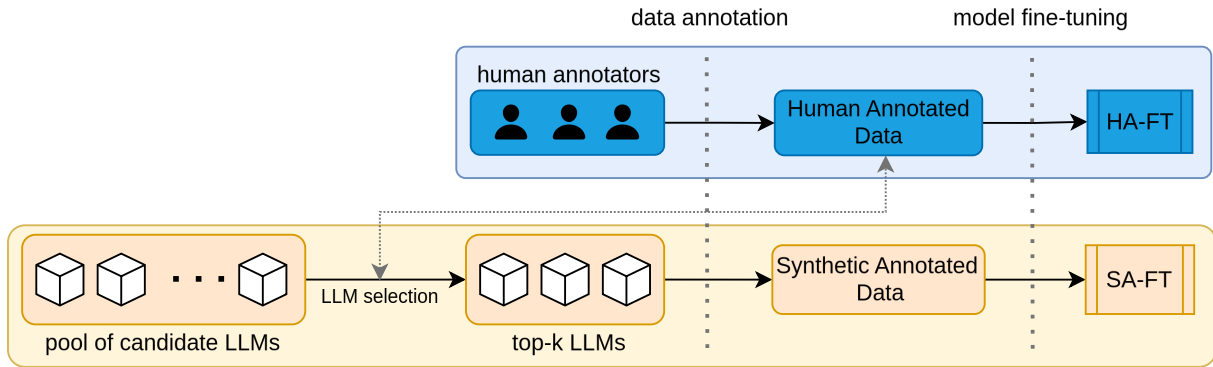 data annotation
model fine-tuning
human annotators
Human Annotated
Data
HA-FT
LLM selection
Synthetic Annotated
Data
SA-FT
pool of candidate LLMs
top-k LLMs